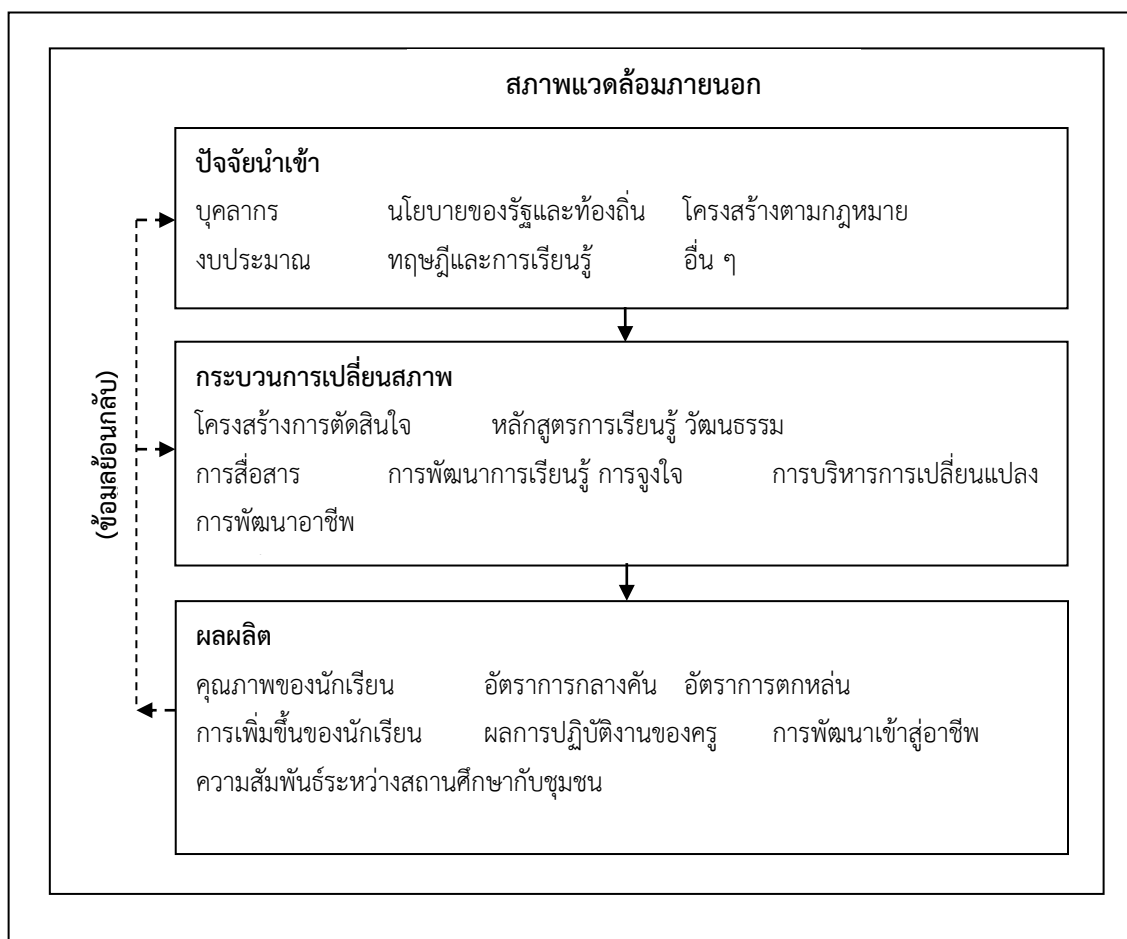 สภาพแวดล้อมภายนอก
ปัจจัยนำเข้า
บุคลากร นโยบายของรัฐและท้องถิ่น โครงสร้างตามกฎหมาย
งบประมาณ ทฤษฎีและการเรียนรู้ อื่น ๆ
กระบวนการเปลี่ยนสภาพ
โครงสร้างการตัดสินใจ หลักสูตรการเรียนรู้ วัฒนธรรม
การสื่อสาร การพัฒนาการเรียนรู้ การจูงใจ การบริหารการเปลี่ยนแปลง
การพัฒนาอาชีพ
(ข้อมูลย้อนกลับ)
ผลผลิต
คุณภาพของนักเรียน อัตราการกลางคัน อัตราการตกหล่น
การเพิ่มขึ้นของนักเรียน ผลการปฏิบัติงานของครู การพัฒนาเข้าสู่อาชีพ
ความสัมพันธ์ระหว่างสถานศึกษากับชุมชน